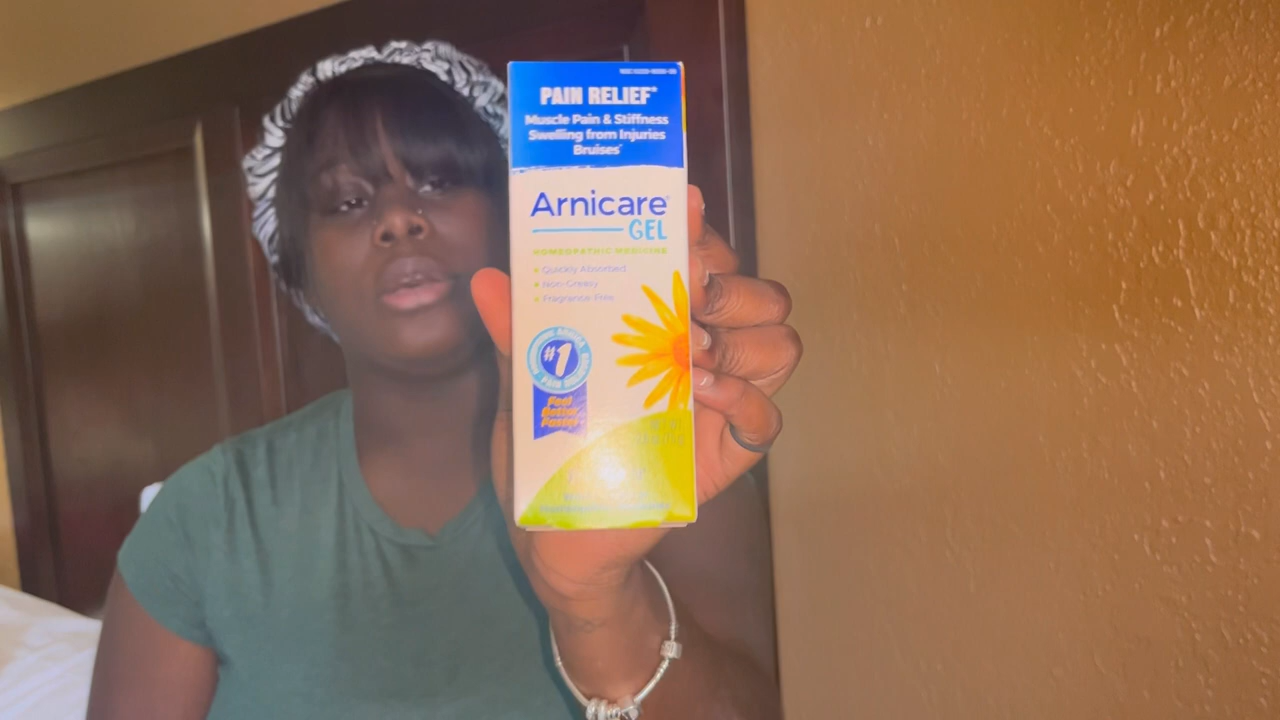 PAIN RELIEF*
Muscle Pain & Stiffness
Swelling from Injuries
Bruises*
Arnicare®
GEL
HOMEOPATHIC MEDICINE
Quickly Absorbed
Non-Greasy
Fragrance-Free
#1
Feel
Better
Faster